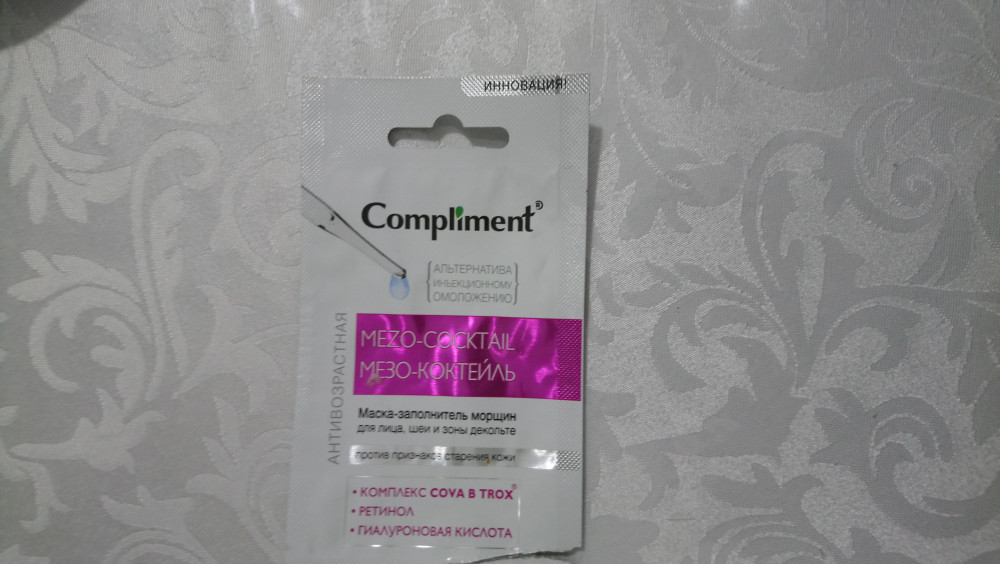 ИННОВАЦИЯ!
Compliment®
АЛЬТЕРНАТИВА
ИНЪЕКЦИОННОМУ
ОМОЛОЖЕНИЮ
АНТИВОЗРАСТНАЯ
MEZO-COCKTAIL
МЕЗО-КОКТЕЙЛЬ
Маска-заполнитель морщин
для лица, шеи и зоны декольте
против признаков старения кожи
• КОМПЛЕКС COVA B TROX®
• РЕТИНОЛ
• ГИАЛУРОНОВАЯ КИСЛОТА